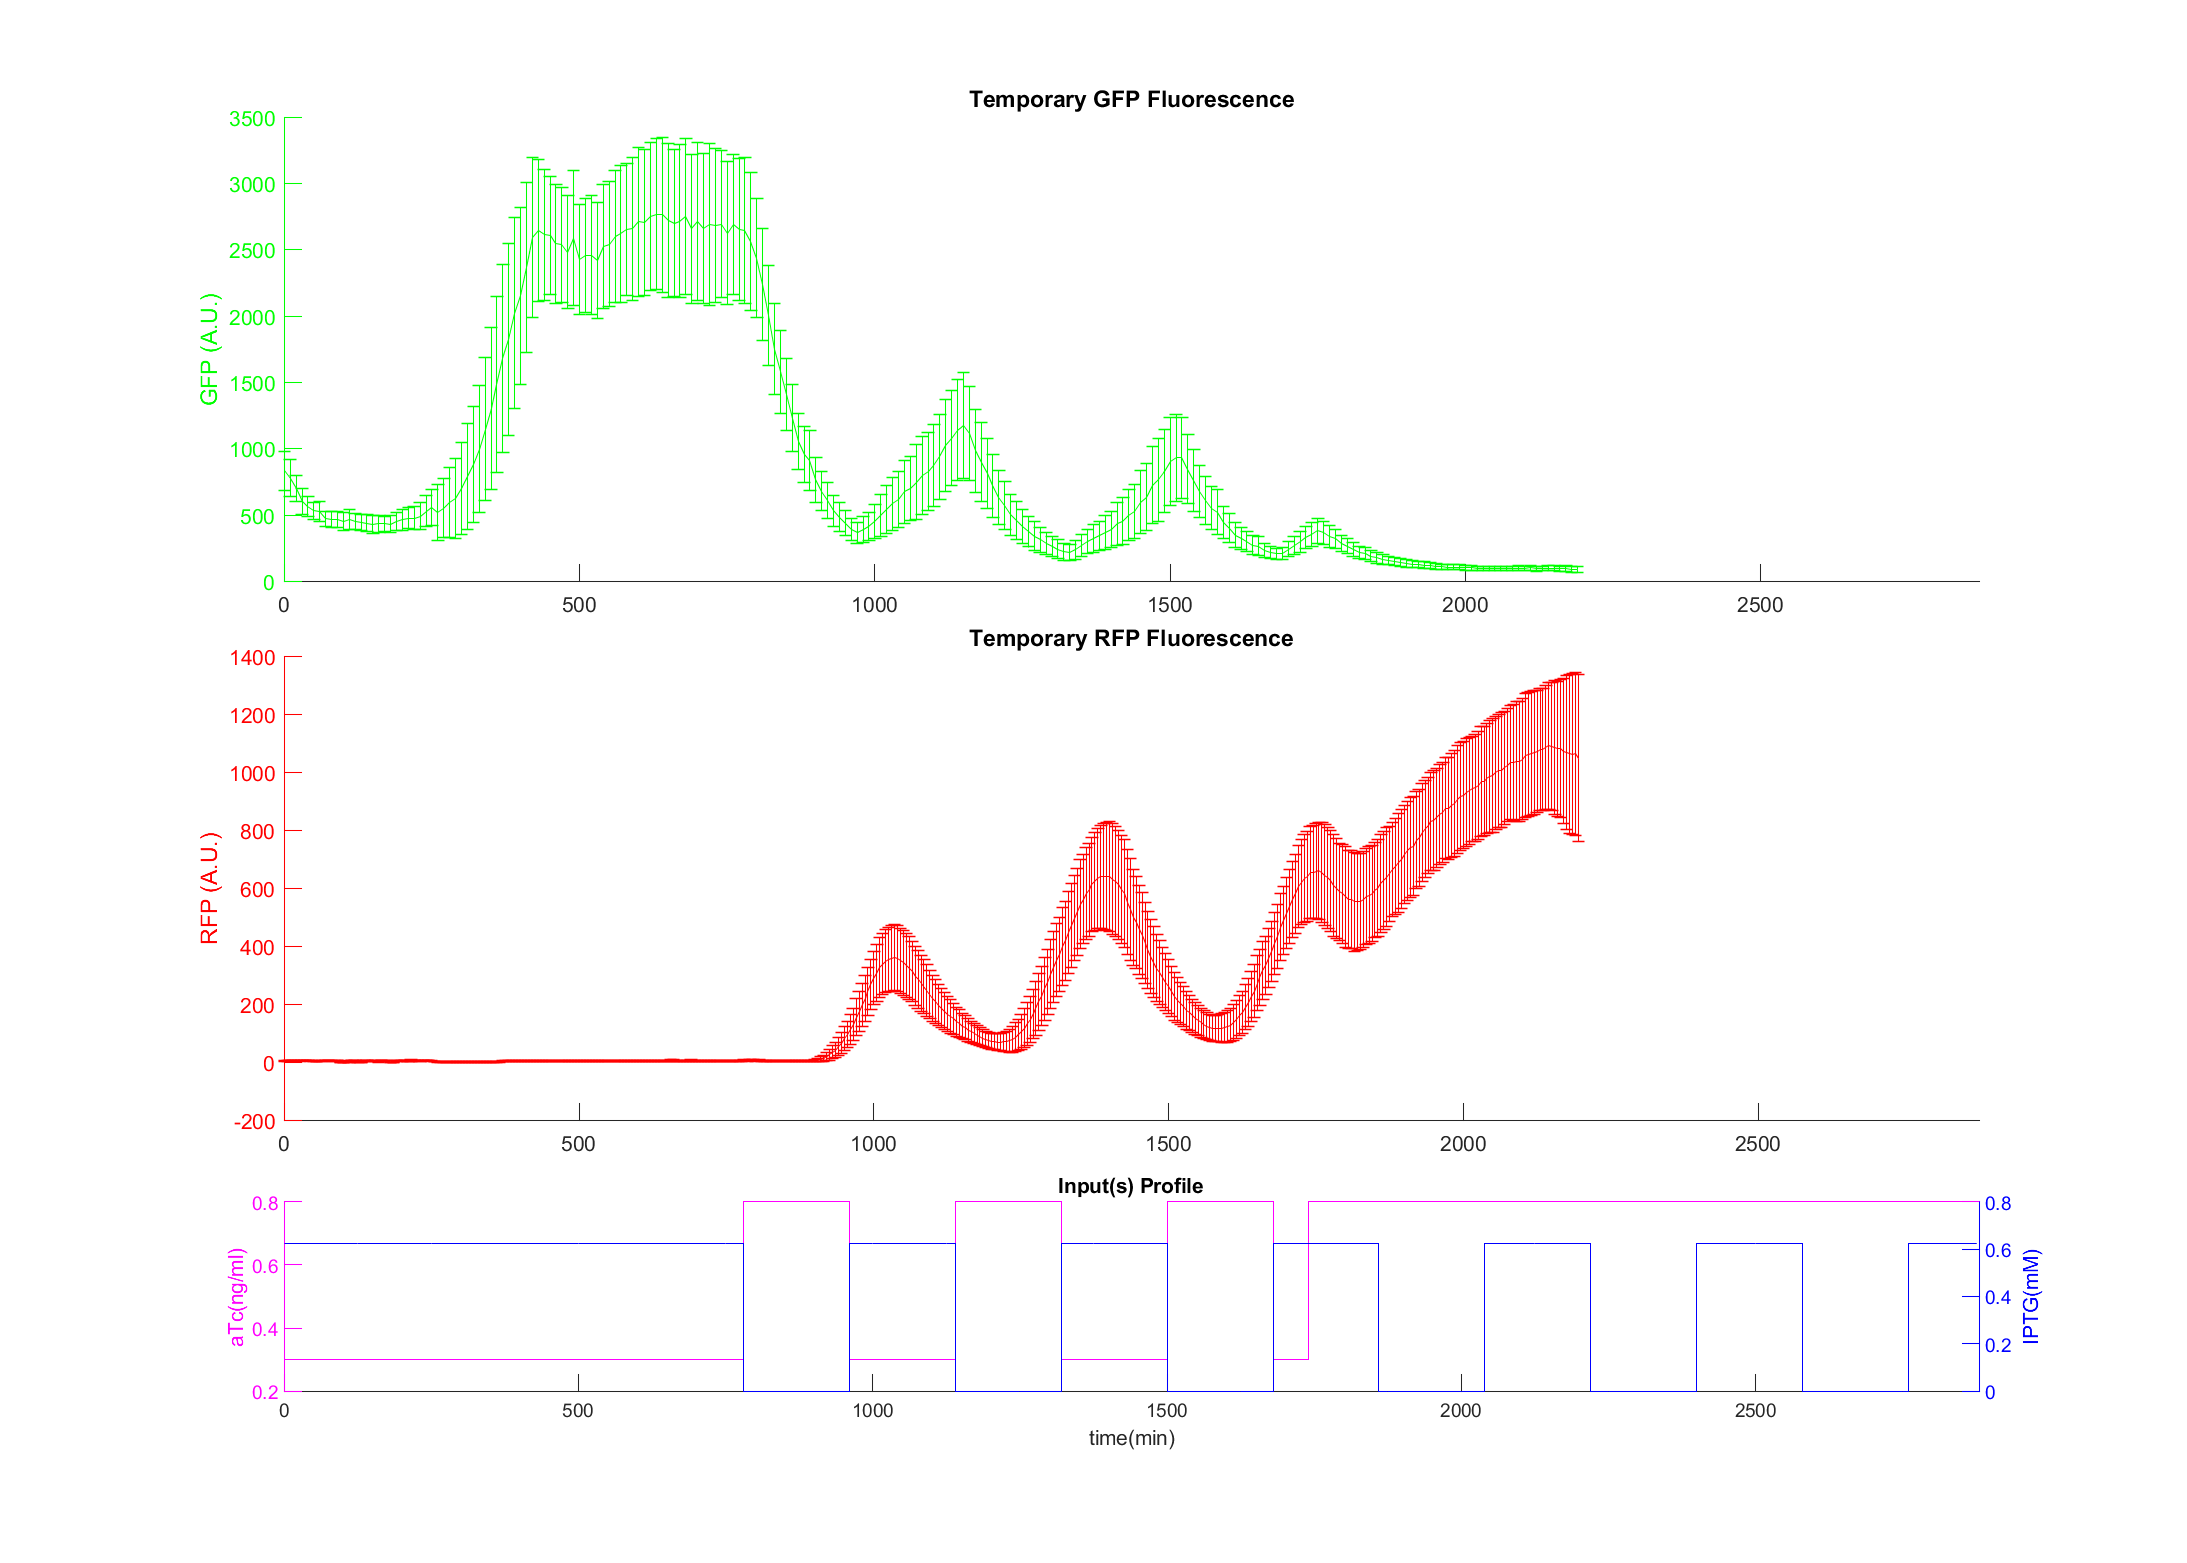 Temporary GFP Fluorescence
3500
3000
2500
2000
1500
1000
500
0
GFP (A.U.)
0 500 1000 1500 2000 2500
Temporary RFP Fluorescence
1400
1200
1000
800
600
400
200
0
-200
RFP (A.U.)
0 500 1000 1500 2000 2500
Input(s) Profile
0.8
0.6
0.4
0.2
aTc(ng/ml)
0.8
0.6
0.4
0.2
0
IPTG(mM)
0 500 1000 1500 2000 2500
time(min)